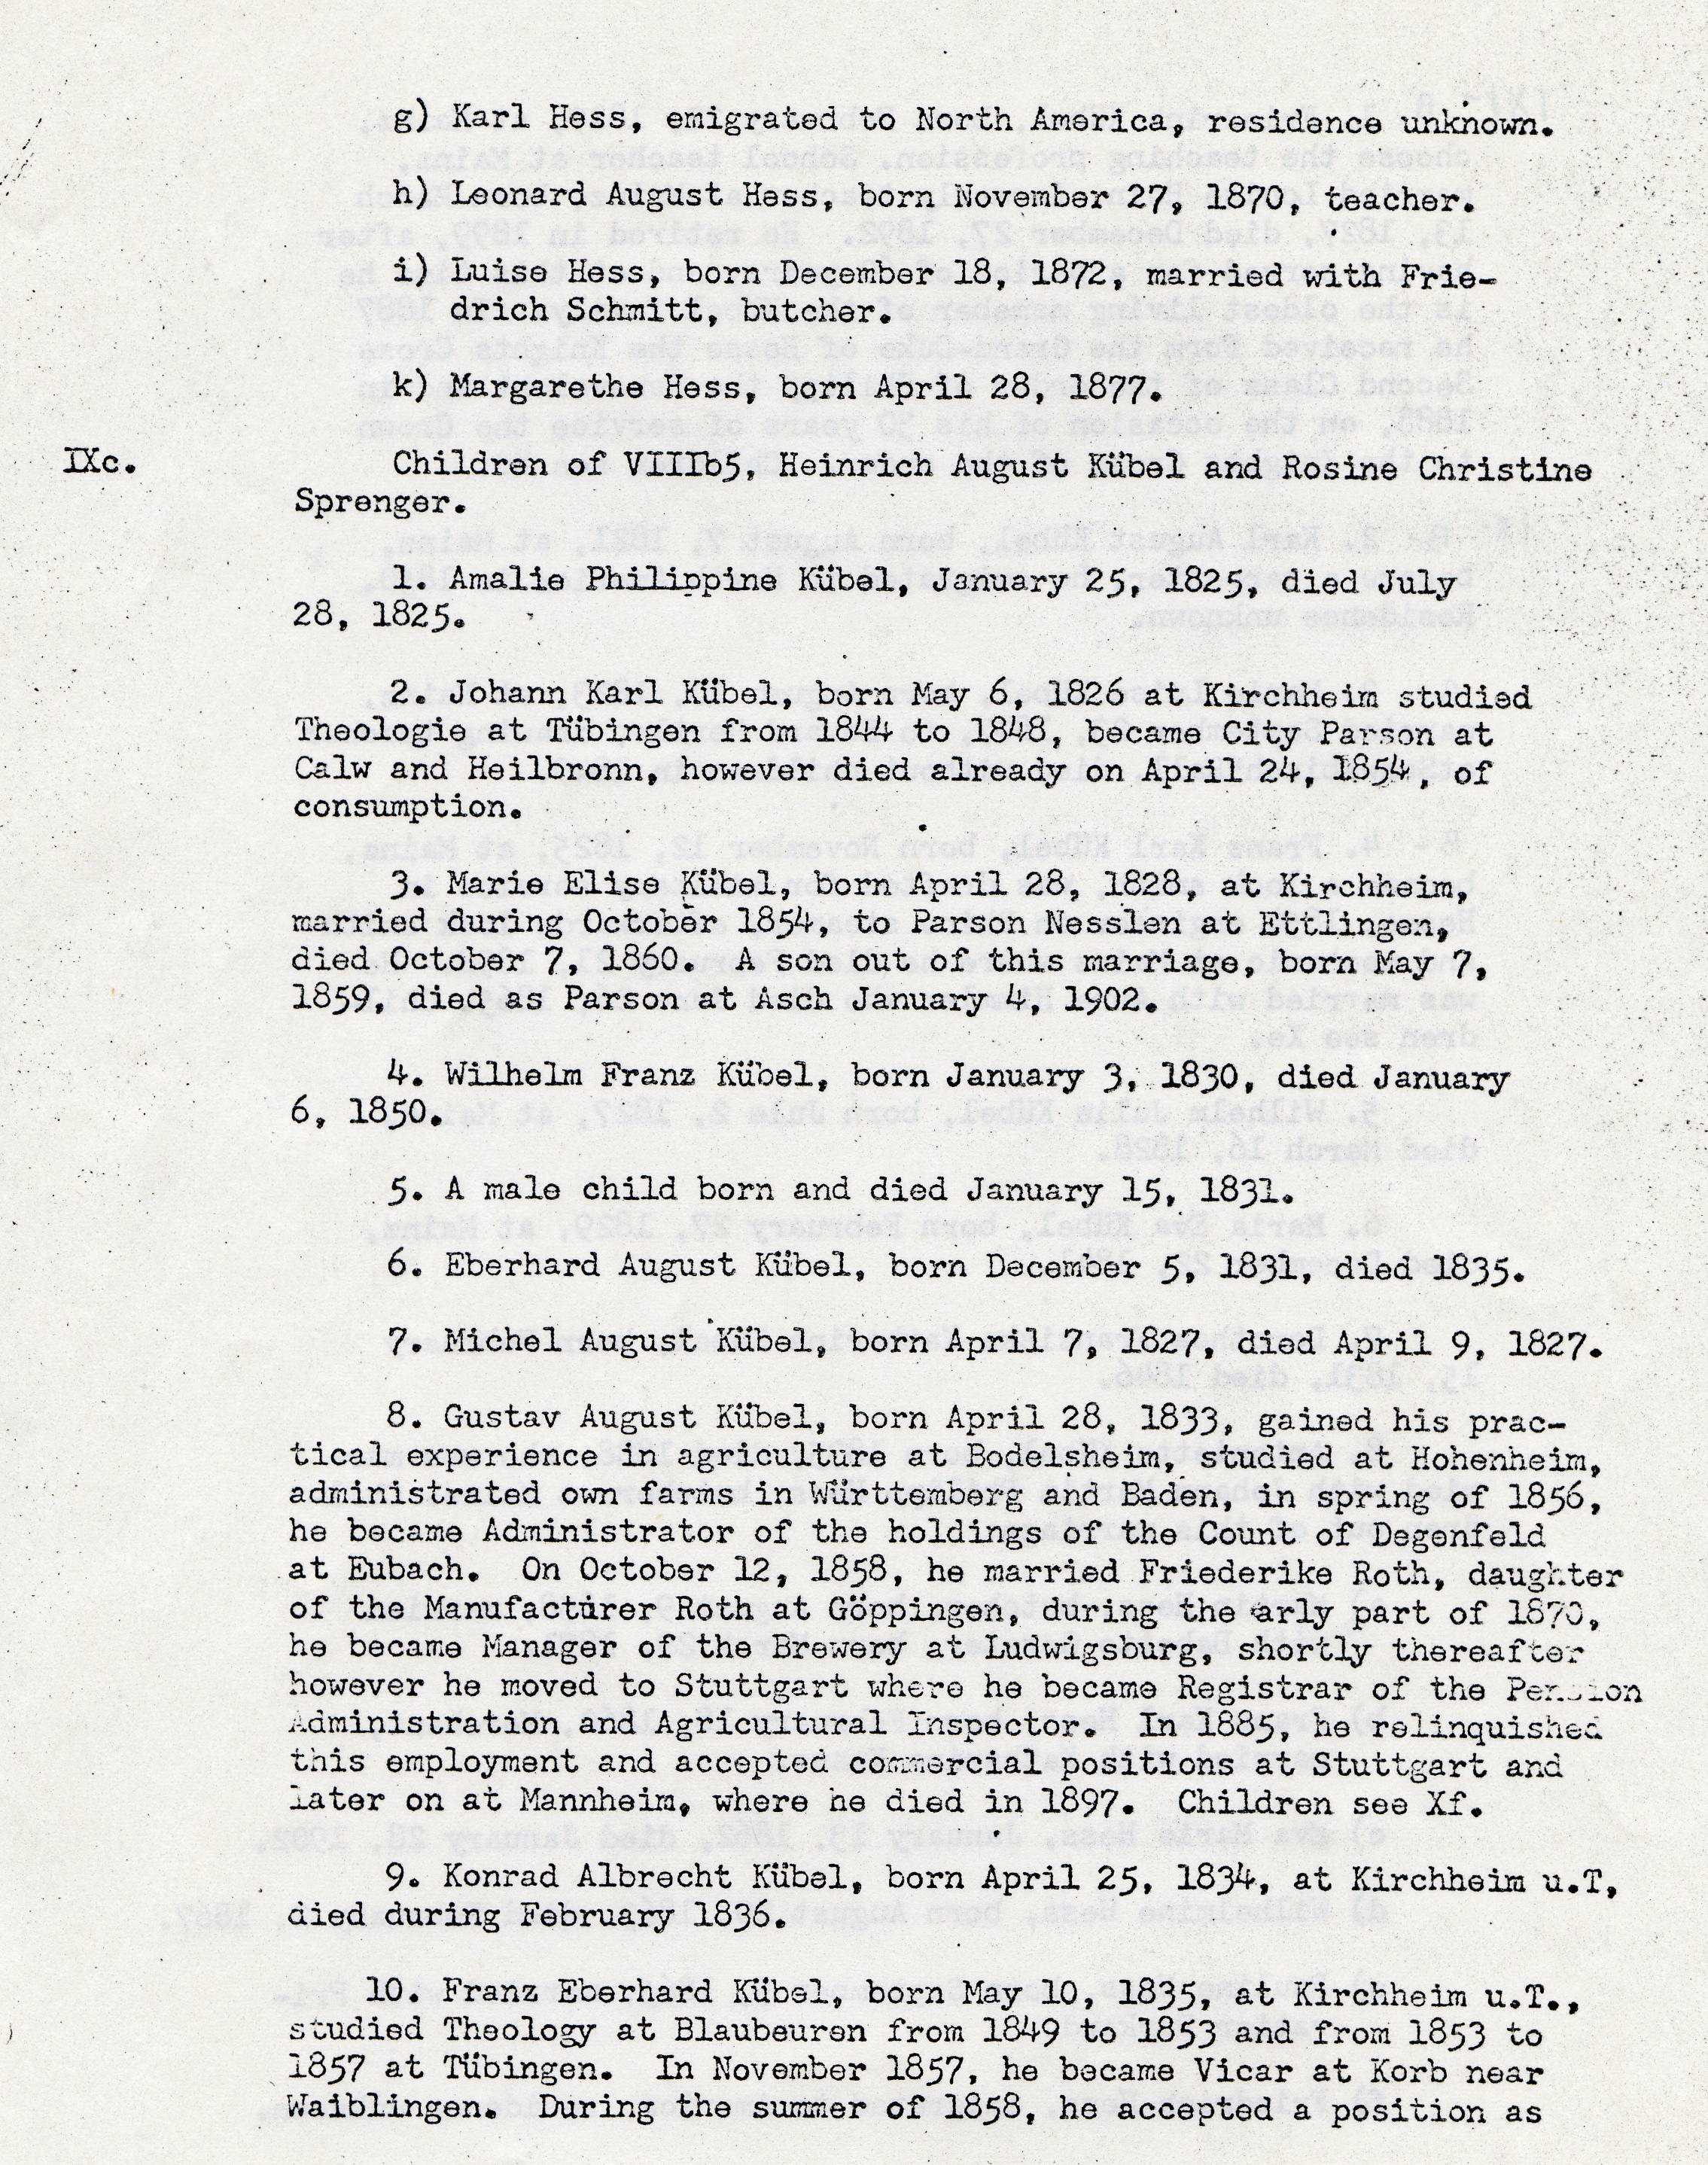 g) Karl Hess, emigrated to North America, residence unknown.
h) Leonard August Hess, born November 27, 1870, teacher.
i) Luise Hess, born December 18, 1872, married with Frie-
drich Schmitt, butcher.
k) Margarethe Hess, born April 28, 1877.
IXc. Children of VIIIb5, Heinrich August Kübel and Rosine Christine
Sprenger.
1. Amalie Philippine Kübel, January 25, 1825, died July
28, 1825.
2. Johann Karl Kübel, born May 6, 1826 at Kirchheim studied
Theologie at Tübingen from 1844 to 1848, became City Parson at
Calw and Heilbronn, however died already on April 24, 1854, of
consumption.
3. Marie Elise Kübel, born April 28, 1828, at Kirchheim,
married during October 1854, to Parson Nesslen at Ettlingen,
died October 7, 1860. A son out of this marriage, born May 7,
1859, died as Parson at Asch January 4, 1902.
4. Wilhelm Franz Kübel, born January 3, 1830, died January
6, 1850.
5. A male child born and died January 15, 1831.
6. Eberhard August Kübel, born December 5, 1831, died 1835.
7. Michel August Kübel, born April 7, 1827, died April 9, 1827.
8. Gustav August Kübel, born April 28, 1833, gained his prac-
tical experience in agriculture at Bodelsheim, studied at Hohenheim,
administrated own farms in Württemberg and Baden, in spring of 1856,
he became Administrator of the holdings of the Count of Degenfeld
at Eubach. On October 12, 1858, he married Friederike Roth, daughter
of the Manufacturer Roth at Göppingen, during the arly part of 1870,
he became Manager of the Brewery at Ludwigsburg, shortly thereafter
however he moved to Stuttgart where he became Registrar of the Pension
Administration and Agricultural Inspector. In 1885, he relinquished
this employment and accepted commercial positions at Stuttgart and
later on at Mannheim, where he died in 1897. Children see Xf.
9. Konrad Albrecht Kübel, born April 25, 1834, at Kirchheim u.T,
died during February 1836.
10. Franz Eberhard Kübel, born May 10, 1835, at Kirchheim u.T.,
studied Theology at Blaubeuren from 1849 to 1853 and from 1853 to
1857 at Tübingen. In November 1857, he became Vicar at Korb near
Waiblingen. During the summer of 1858, he accepted a position as